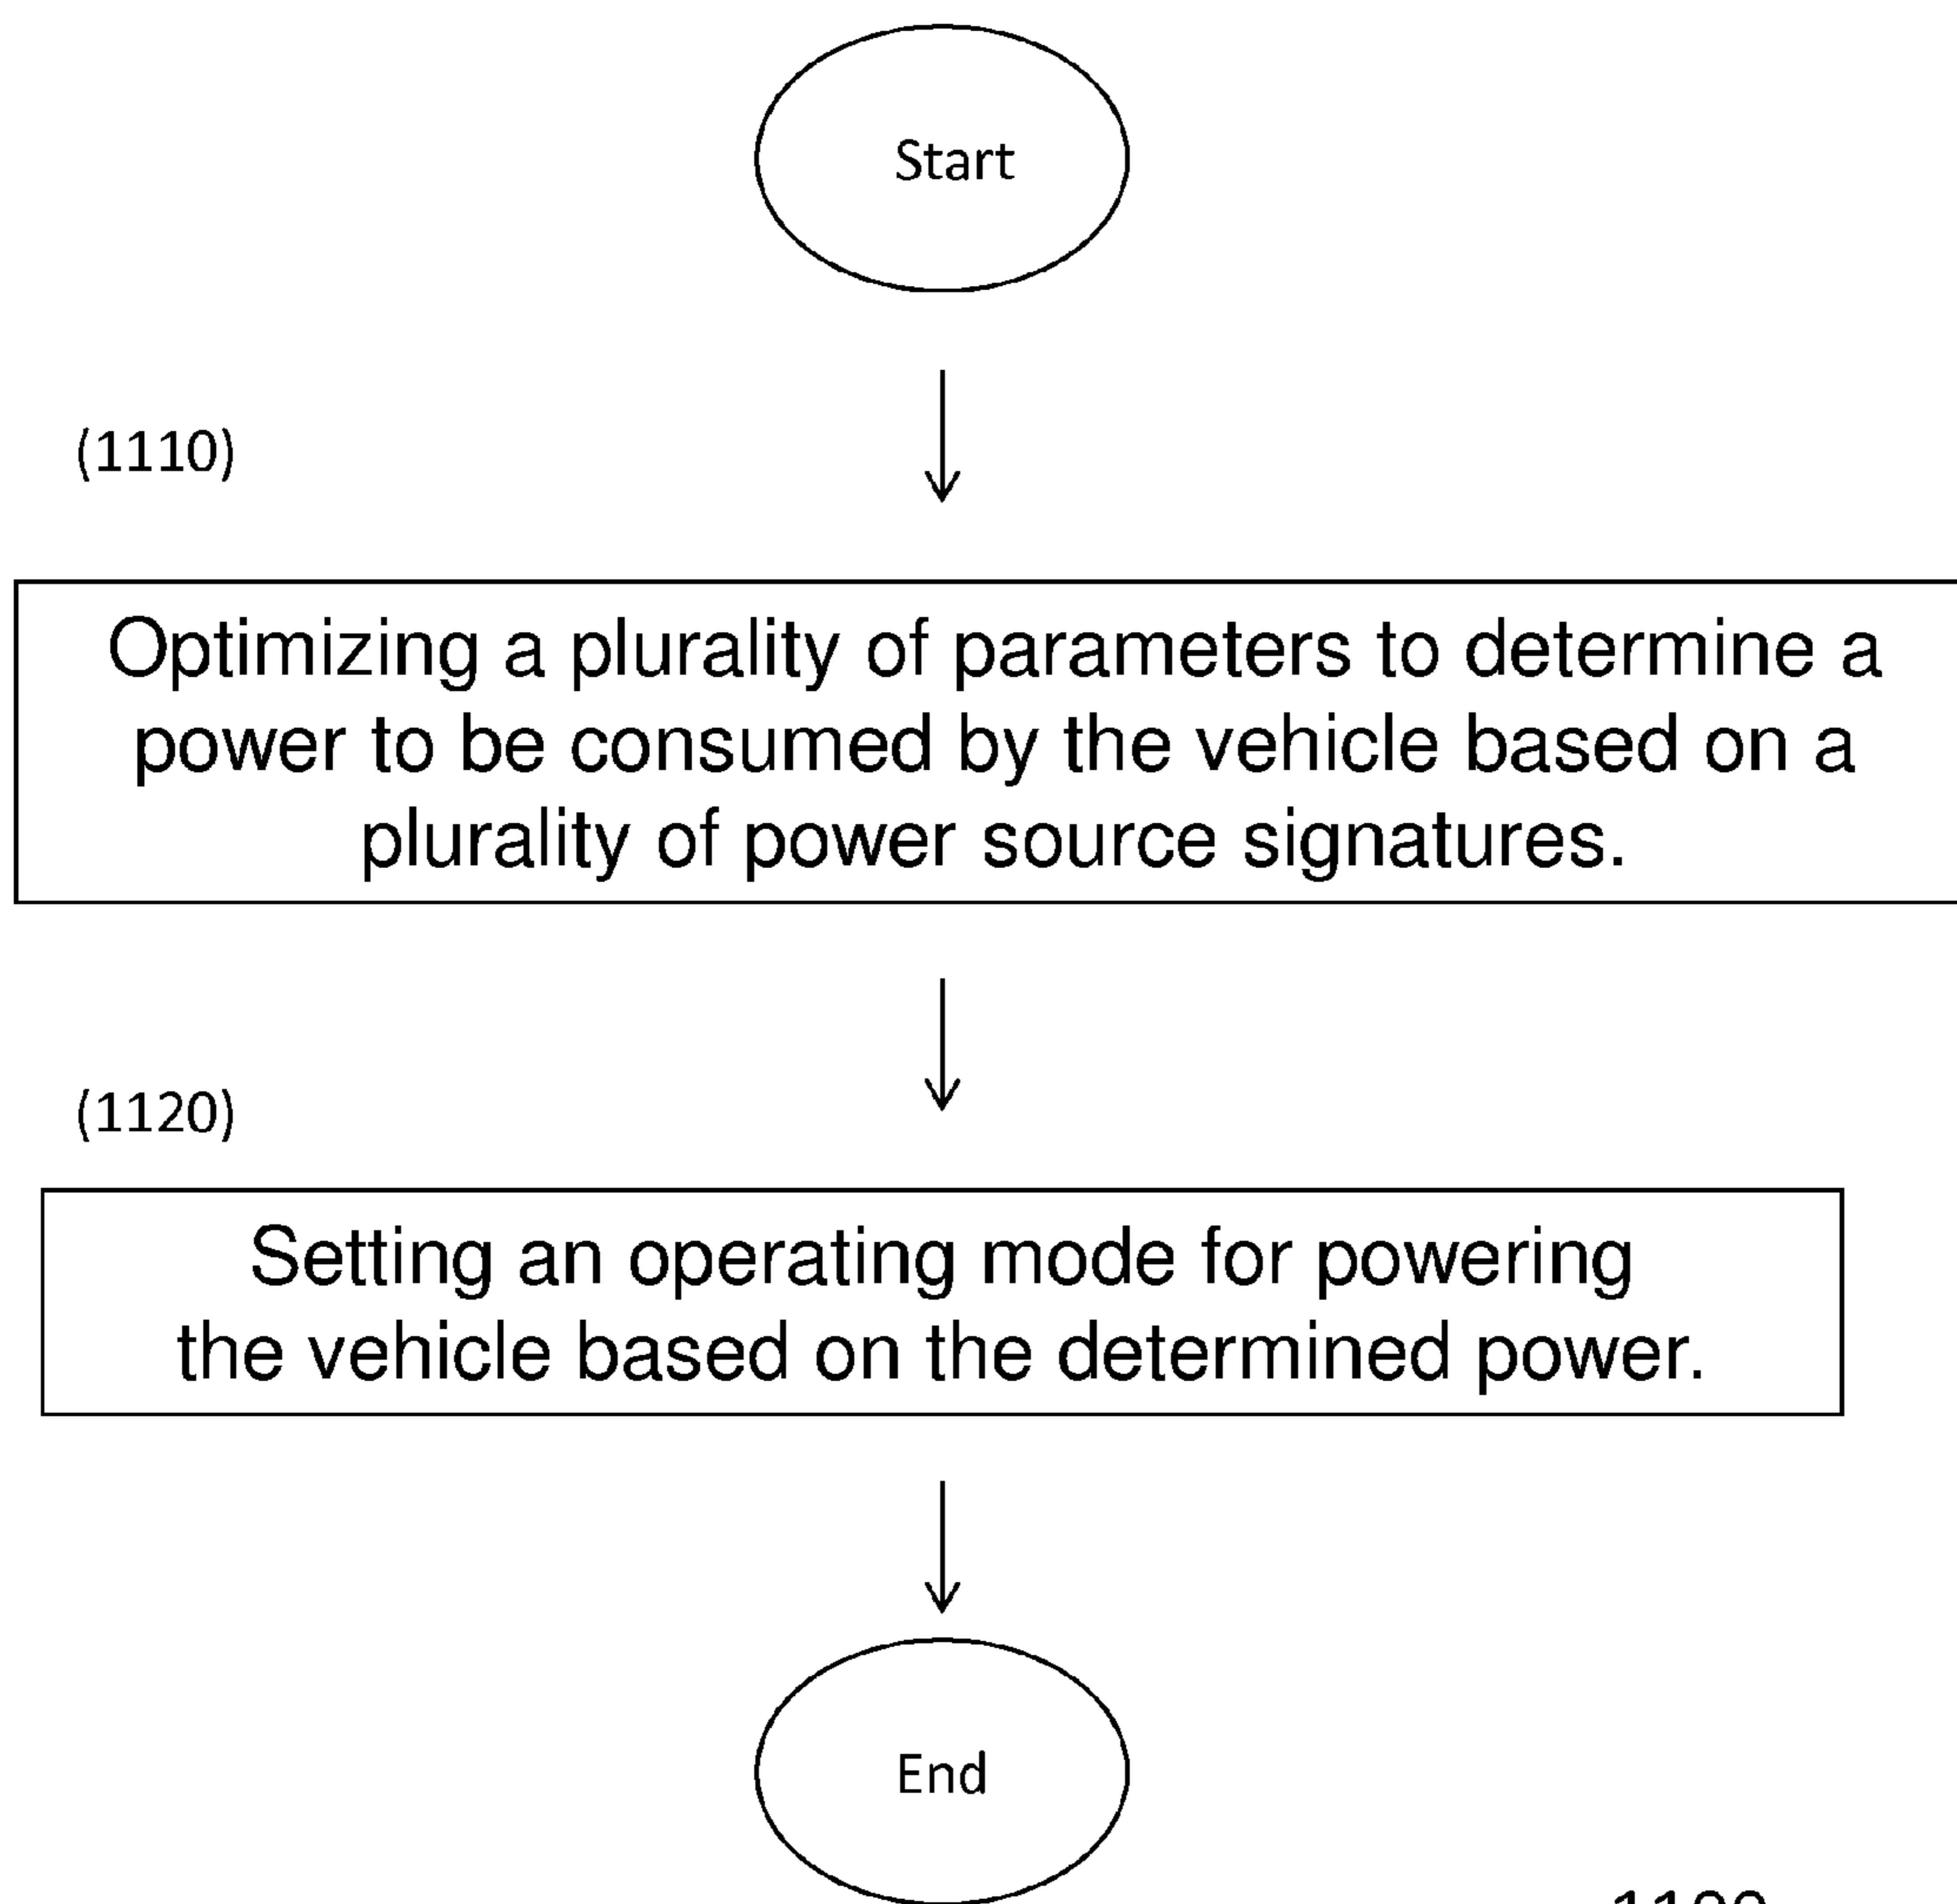 Start
(1110)
Optimizing a plurality of parameters to determine a
power to be consumed by the vehicle based on a
plurality of power source signatures.
(1120)
Setting an operating mode for powering
the vehicle based on the determined power.
End